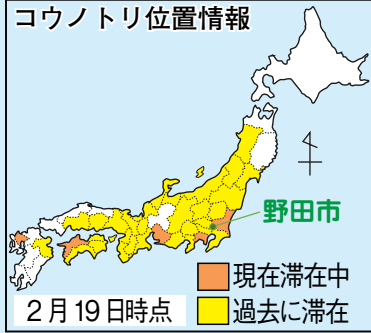 コウノトリ位置情報
野田市
現在滞在中
2月19日時点
過去に滞在